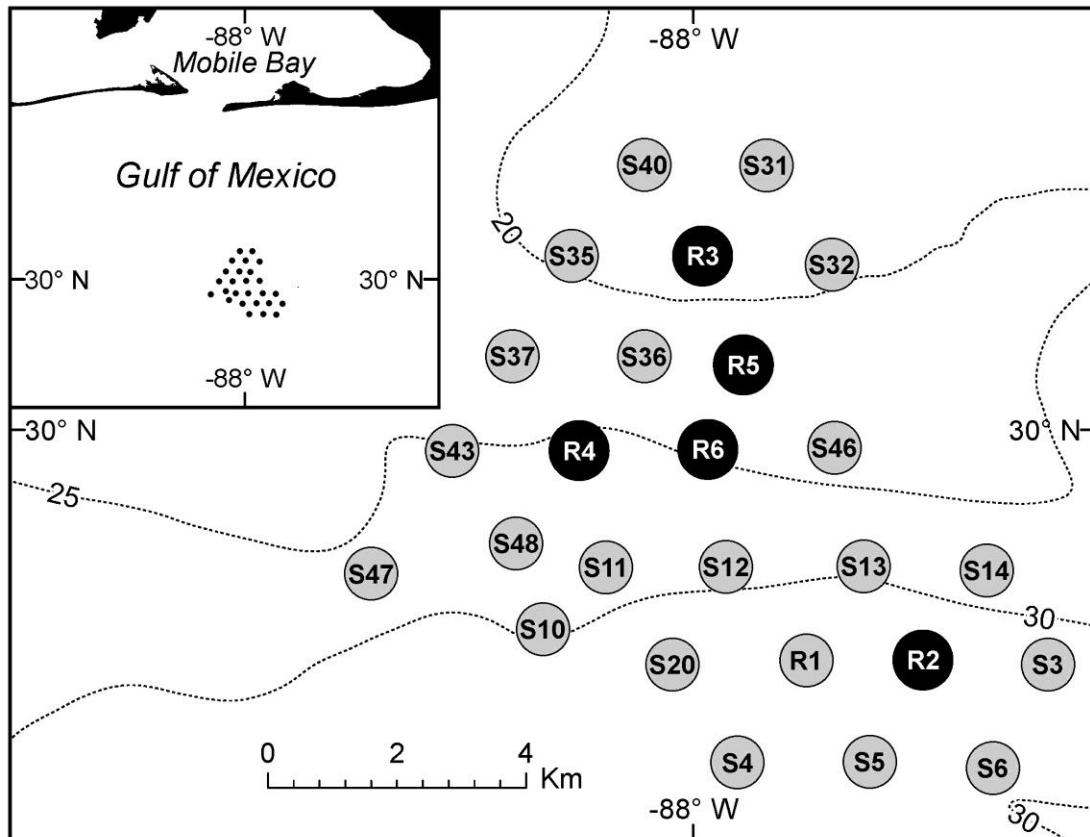 -88° W
Mobile Bay
Gulf of Mexico
30° N
30° N
-88° W
-88° W
S40
S31
20
S35
R3
S32
S37
S36
R5
30° N
30° N
S43
R4
R6
S46
25
S48
S47
S11
S12
S13
S14
S10
30
S20
R1
R2
S3
0 2 4
Km
S4
S5
S6
-88° W
30